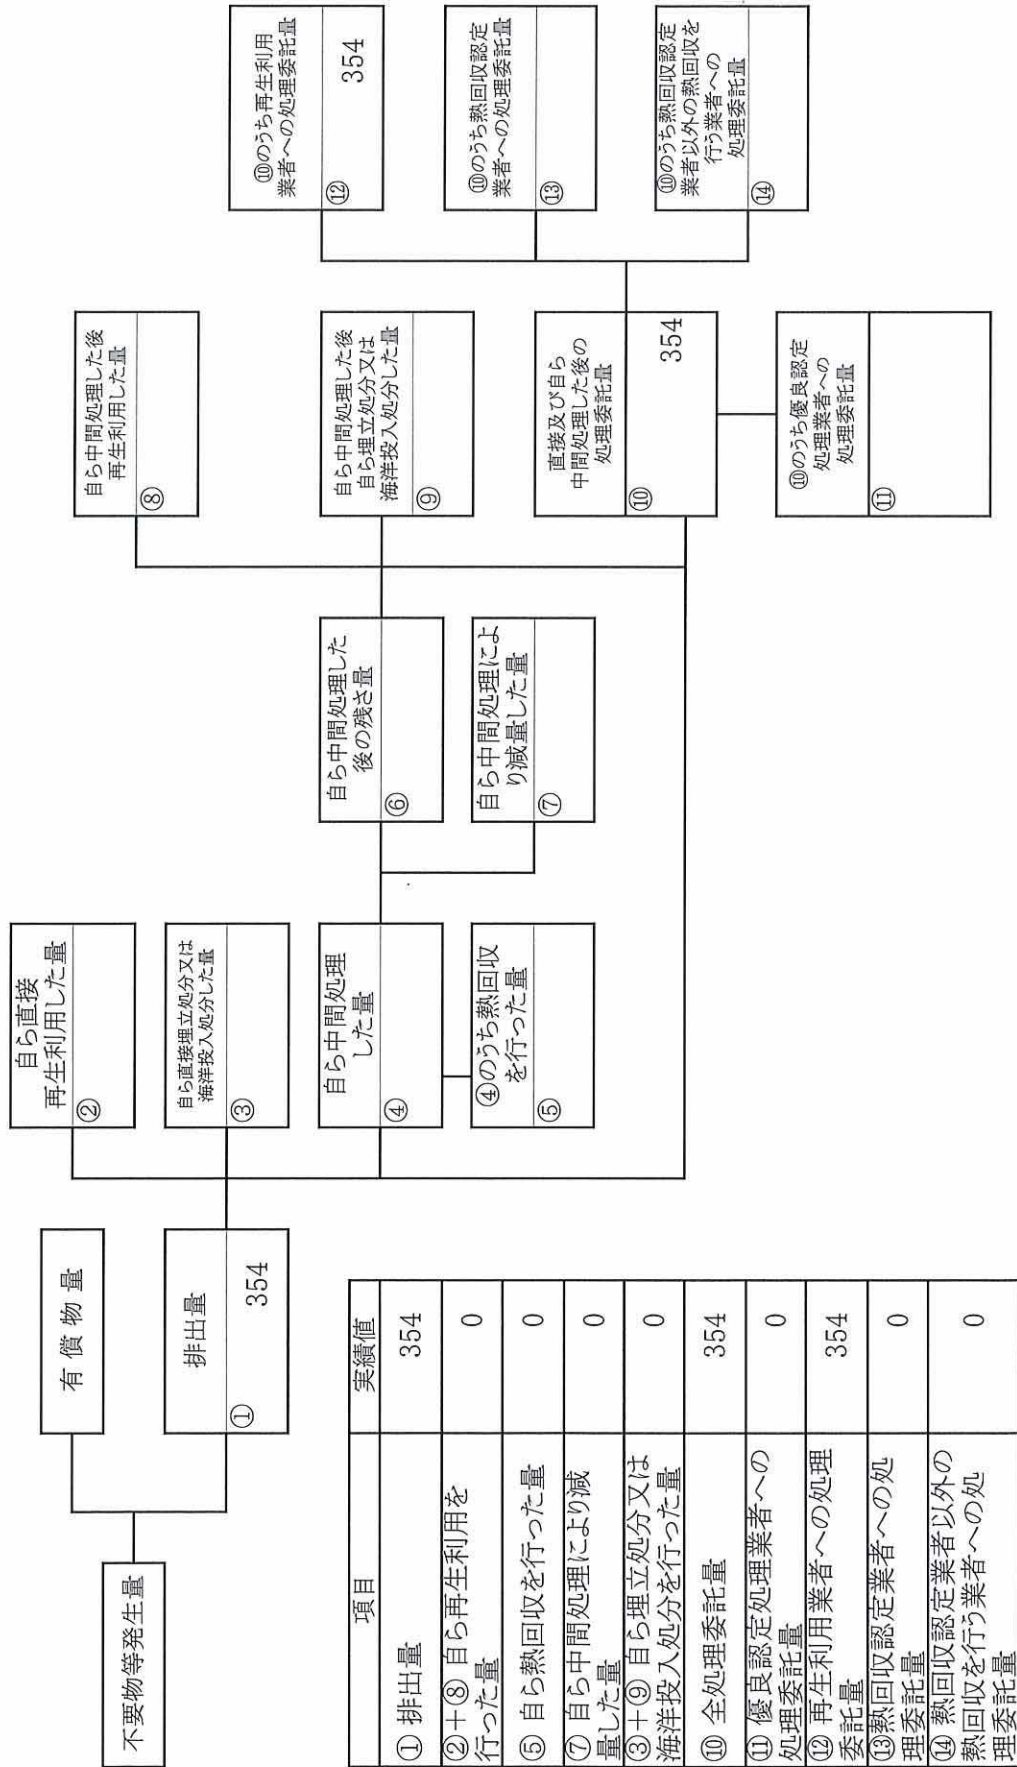 不要物等発生量
有償物量
排出量
①
354
自ら直接
再生利用した量
②
自ら直接埋立処分又は
海洋投入処分した量
③
自ら中間処理
した量
④
④のうち熱回収
を行った量
⑤
自ら中間処理した
後の残さ量
⑥
自ら中間処理によ
り減量した量
⑦
自ら中間処理した後
再生利用した量
⑧
自ら中間処理した後
自ら埋立処分又は
海洋投入処分した量
⑨
直接及び自ら
中間処理した後の
処理委託量
⑩
354
⑩のうち優良認定
処理業者への
処理委託量
⑪
⑩のうち再生利用
業者への処理委託量
⑫
354
⑩のうち熱回収認定
業者への処理委託量
⑬
⑩のうち熱回収認定
業者以外の熱回収を
行う業者への
処理委託量
⑭
項目 実績値
① 排出量 354
②+⑧ 自ら再生利用を
行った量 0
⑤ 自ら熱回収を行った量 0
⑦ 自ら中間処理により減
量した量 0
③+⑨ 自ら埋立処分又は
海洋投入処分を行った量 0
⑩ 全処理委託量 354
⑪ 優良認定処理業者への
処理委託量 0
⑫ 再生利用業者への処理
委託量 354
⑬熱回収認定業者への処
理委託量 0
⑭ 熱回収認定業者以外の
熱回収を行う業者への処
理委託量 0